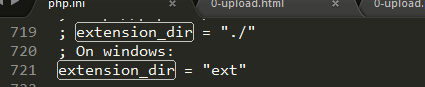 php.ini 0-upload.html 0-upload.
719 ; extension_dir = "./"
720 ; On windows:
721 extension_dir = "ext"